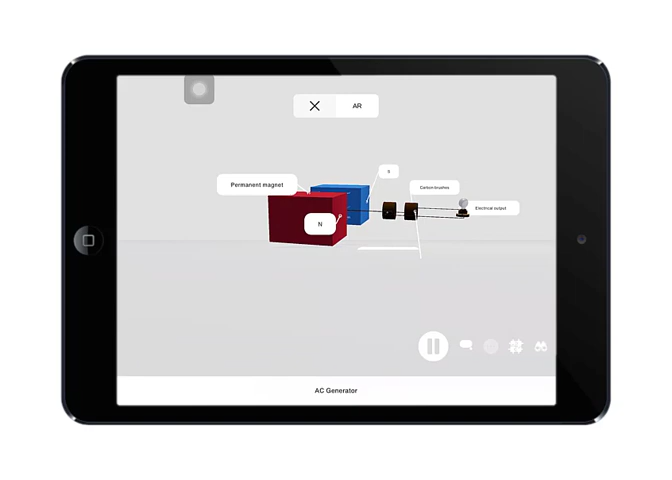 AR
Permanent magnet
S
N
Carbon brushes
Electrical output
AC Generator